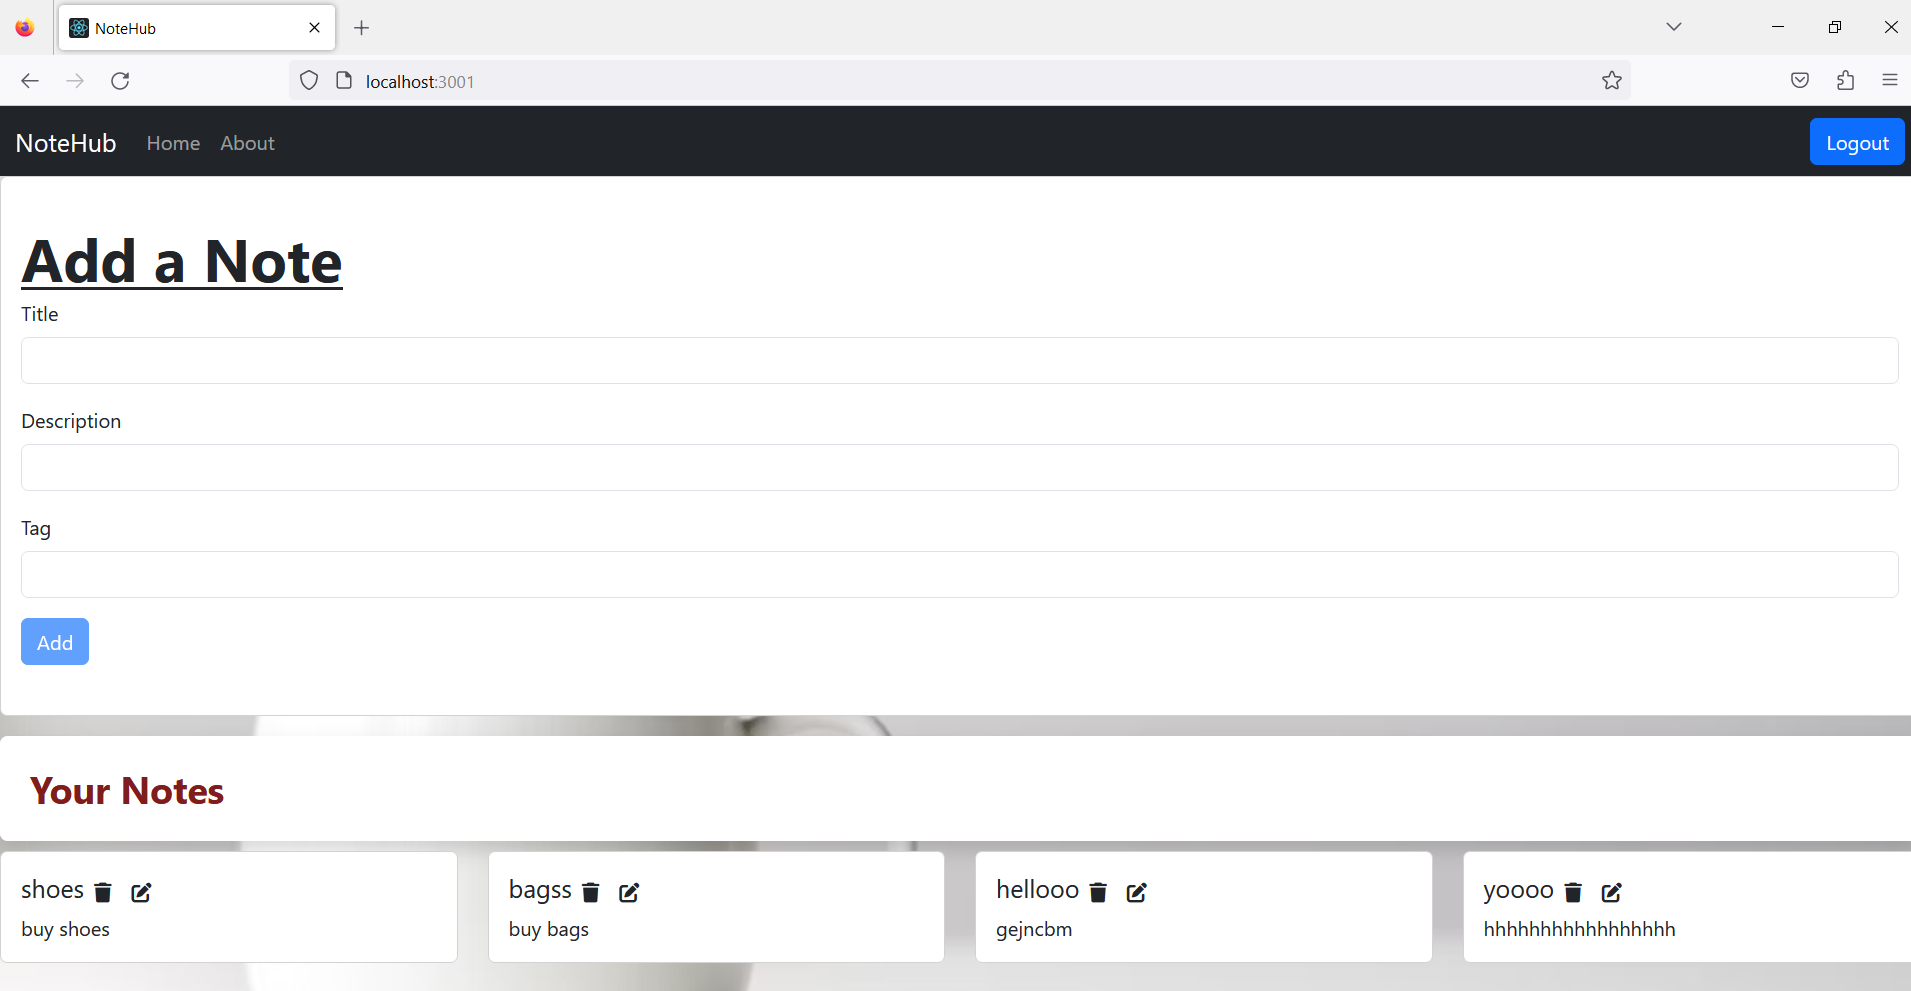 NoteHub
localhost:3001
NoteHub Home About Logout
Add a Note
Title
Description
Tag
Add
Your Notes
shoes
buy shoes
bagss
buy bags
hellooo
gejncbm
yoooo
hhhhhhhhhhhhhhhhh